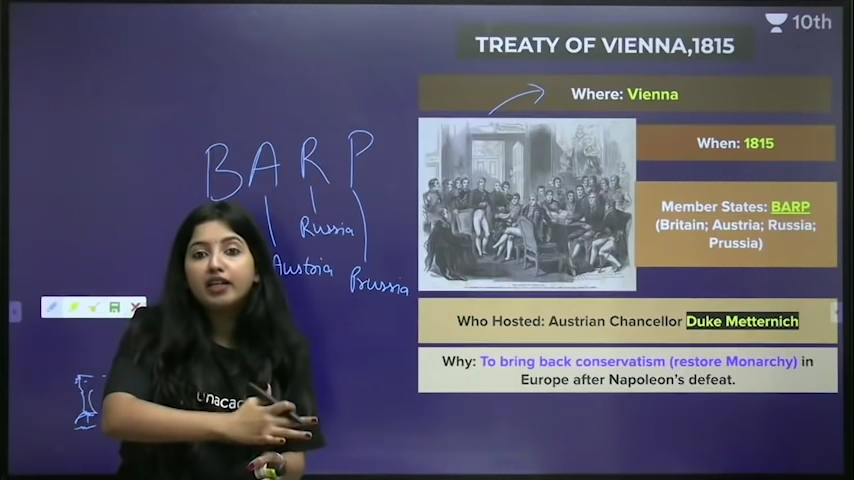 10th
TREATY OF VIENNA,1815
Where: Vienna
When: 1815
Member States: BARP
(Britain; Austria; Russia;
Prussia)
Who Hosted: Austrian Chancellor Duke Metternich
Why: To bring back conservatism (restore Monarchy) in
Europe after Napoleon's defeat.
BARP
Russia
Austria
Prussia
unacad